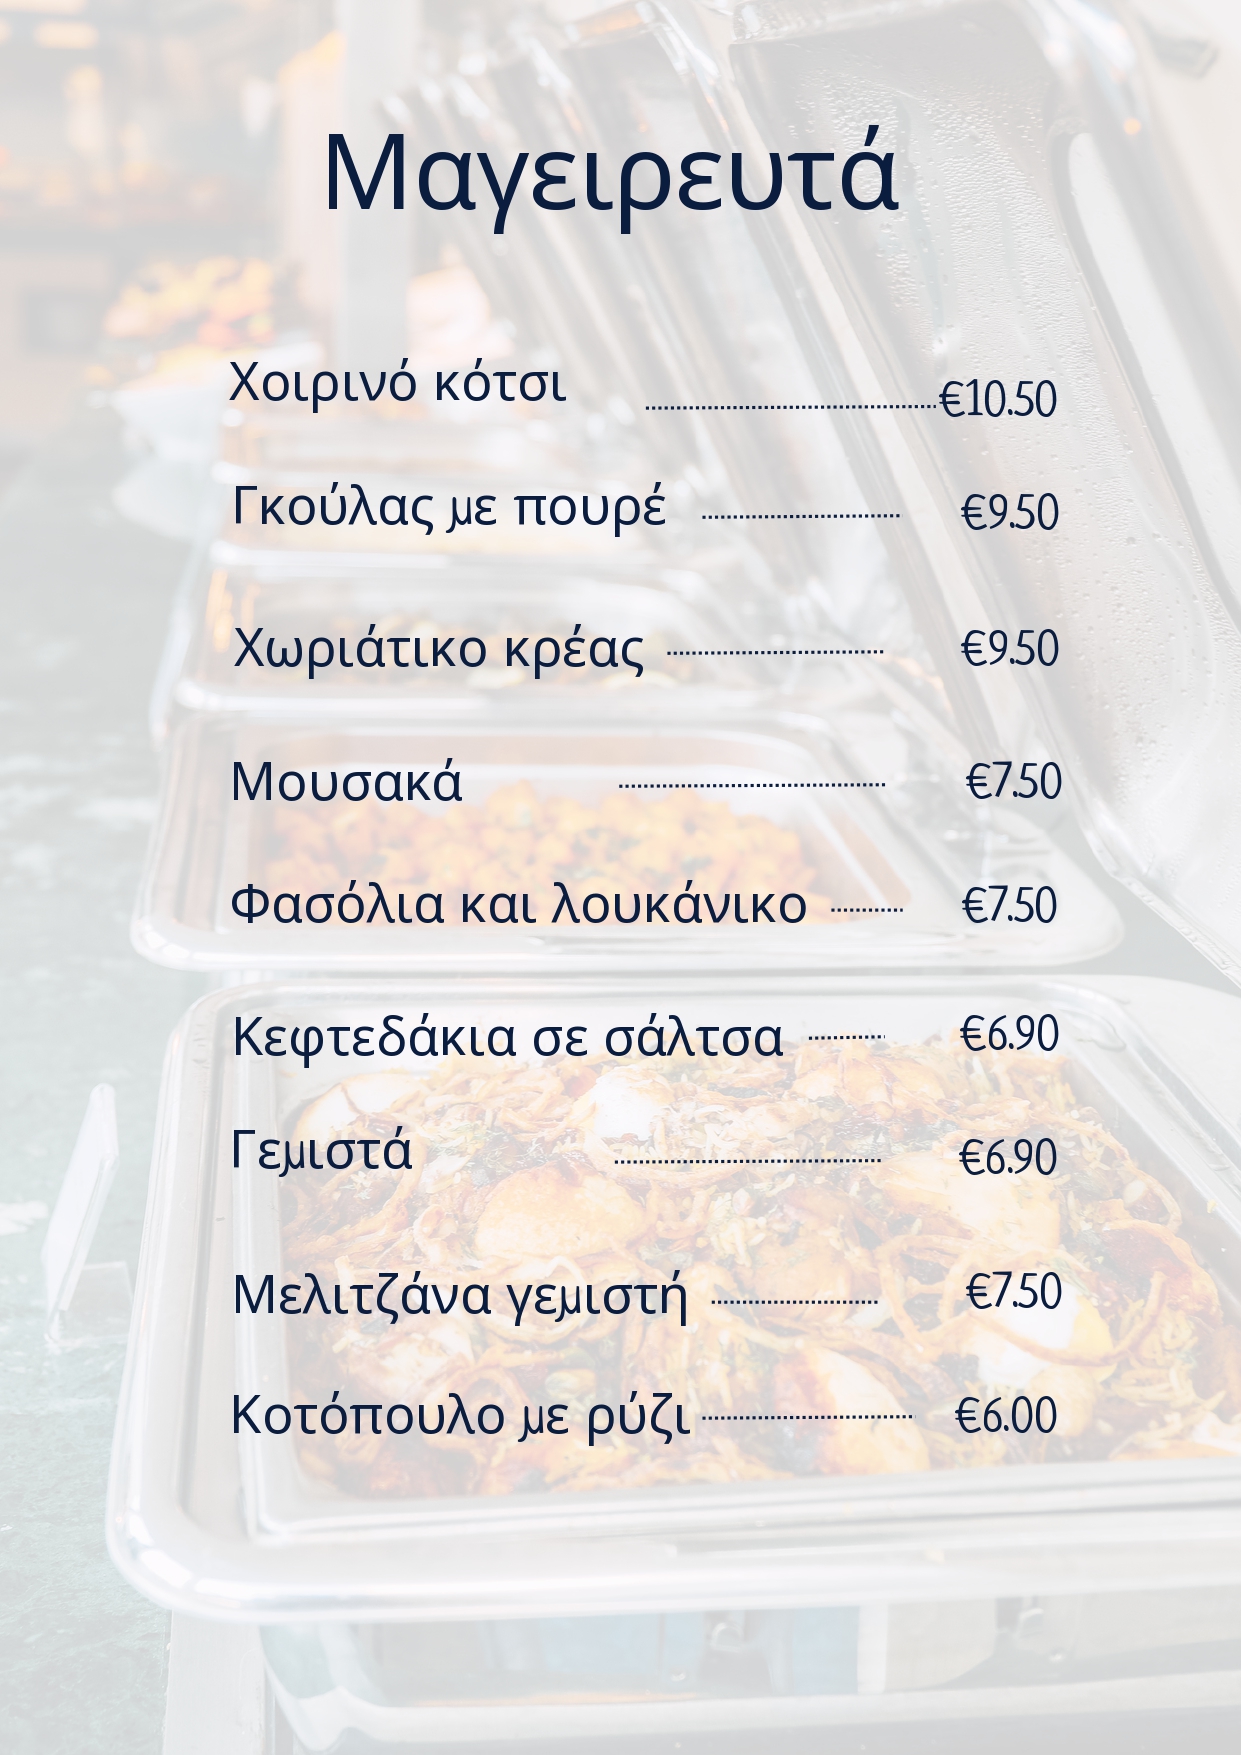 Μαγειρευτά
Χοιρινό κότσι ................ €10.50
Γκούλας με πουρέ ................ €9.50
Χωριάτικο κρέας ................ €9.50
Μουσακά ................ €7.50
Φασόλια και λουκάνικο ................ €7.50
Κεφτεδάκια σε σάλτσα ................ €6.90
Γεμιστά ................ €6.90
Μελιτζάνα γεμιστή ................ €7.50
Κοτόπουλο με ρύζι ................ €6.00